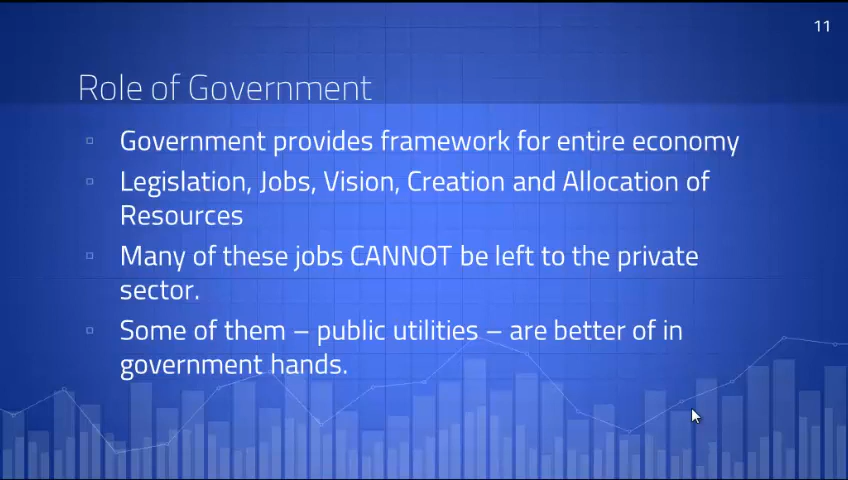 11
Role of Government
Government provides framework for entire economy
Legislation, Jobs, Vision, Creation and Allocation of
Resources
Many of these jobs CANNOT be left to the private
sector.
Some of them – public utilities – are better of in
government hands.